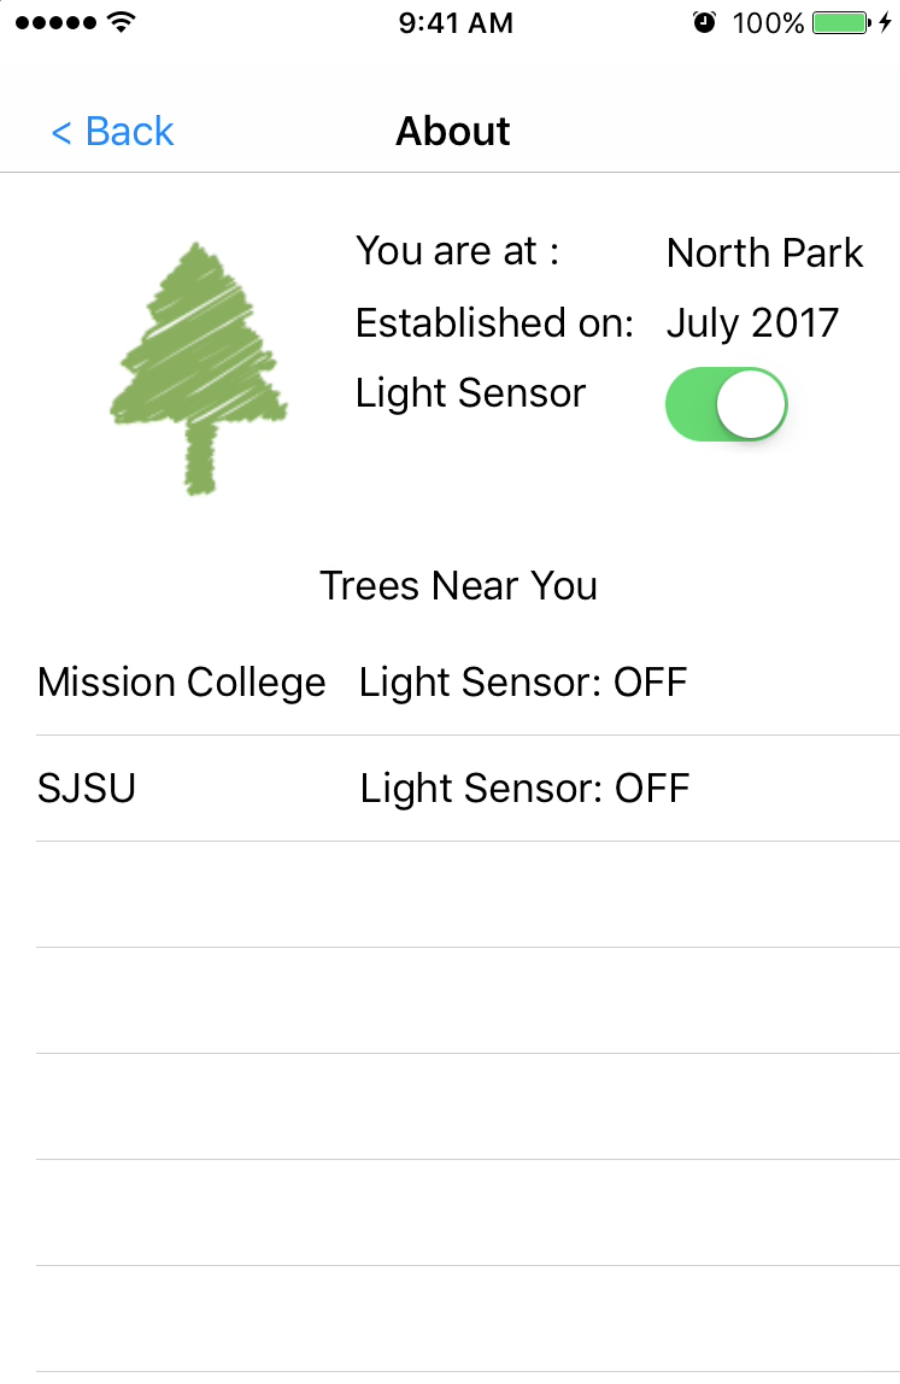 9:41 AM 100%
< Back About
You are at : North Park
Established on: July 2017
Light Sensor
Trees Near You
Mission College Light Sensor: OFF
SJSU Light Sensor: OFF